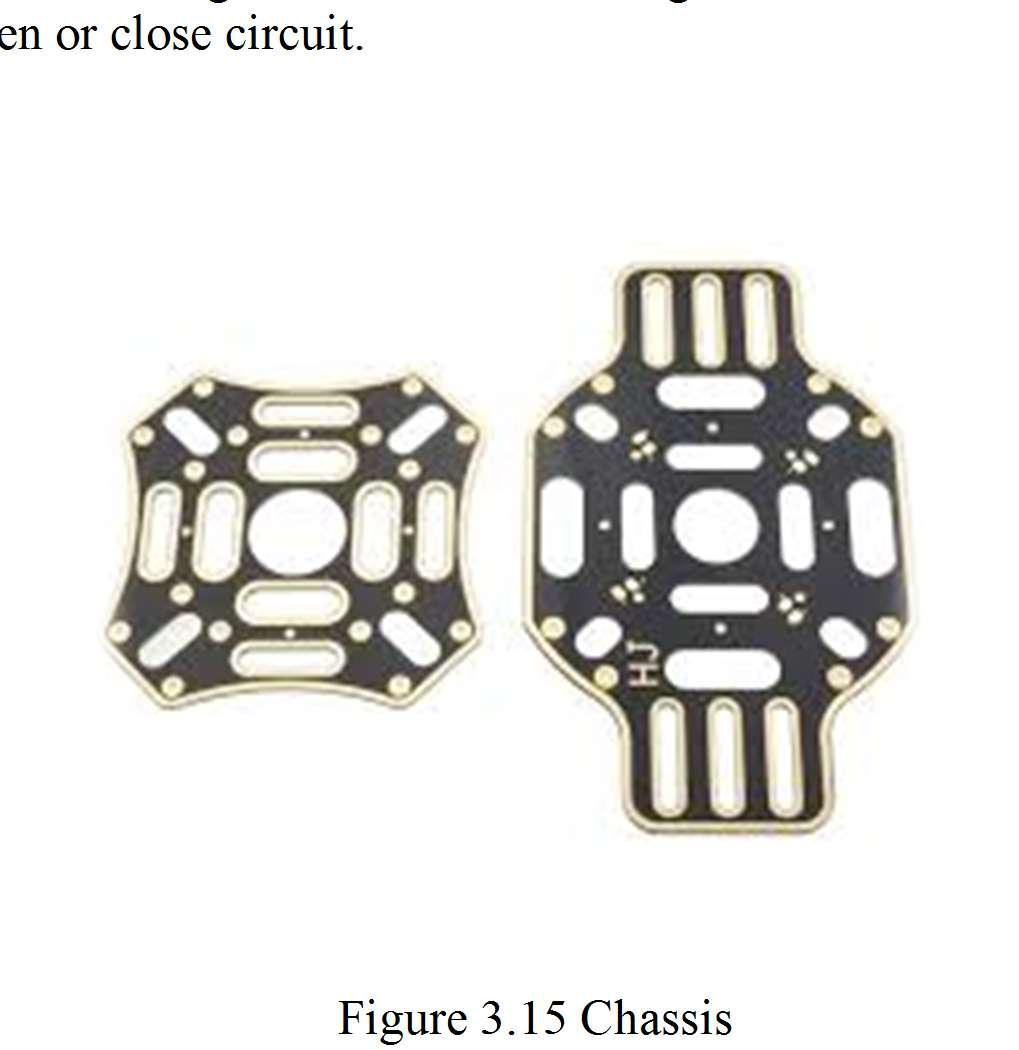 en or close circuit.
HJ
Figure 3.15 Chassis